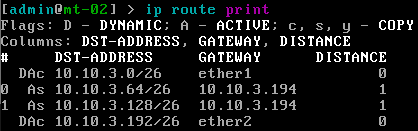 [admin@mt-02] > ip route print
Flags: D - DYNAMIC; A - ACTIVE; c, s, y - COPY
Columns: DST-ADDRESS, GATEWAY, DISTANCE
#     DST-ADDRESS    GATEWAY      DISTANCE
  DAc 10.10.3.0/26   ether1              0
0  As 10.10.3.64/26  10.10.3.194         1
1  As 10.10.3.128/26 10.10.3.194         1
  DAc 10.10.3.192/26 ether2              0